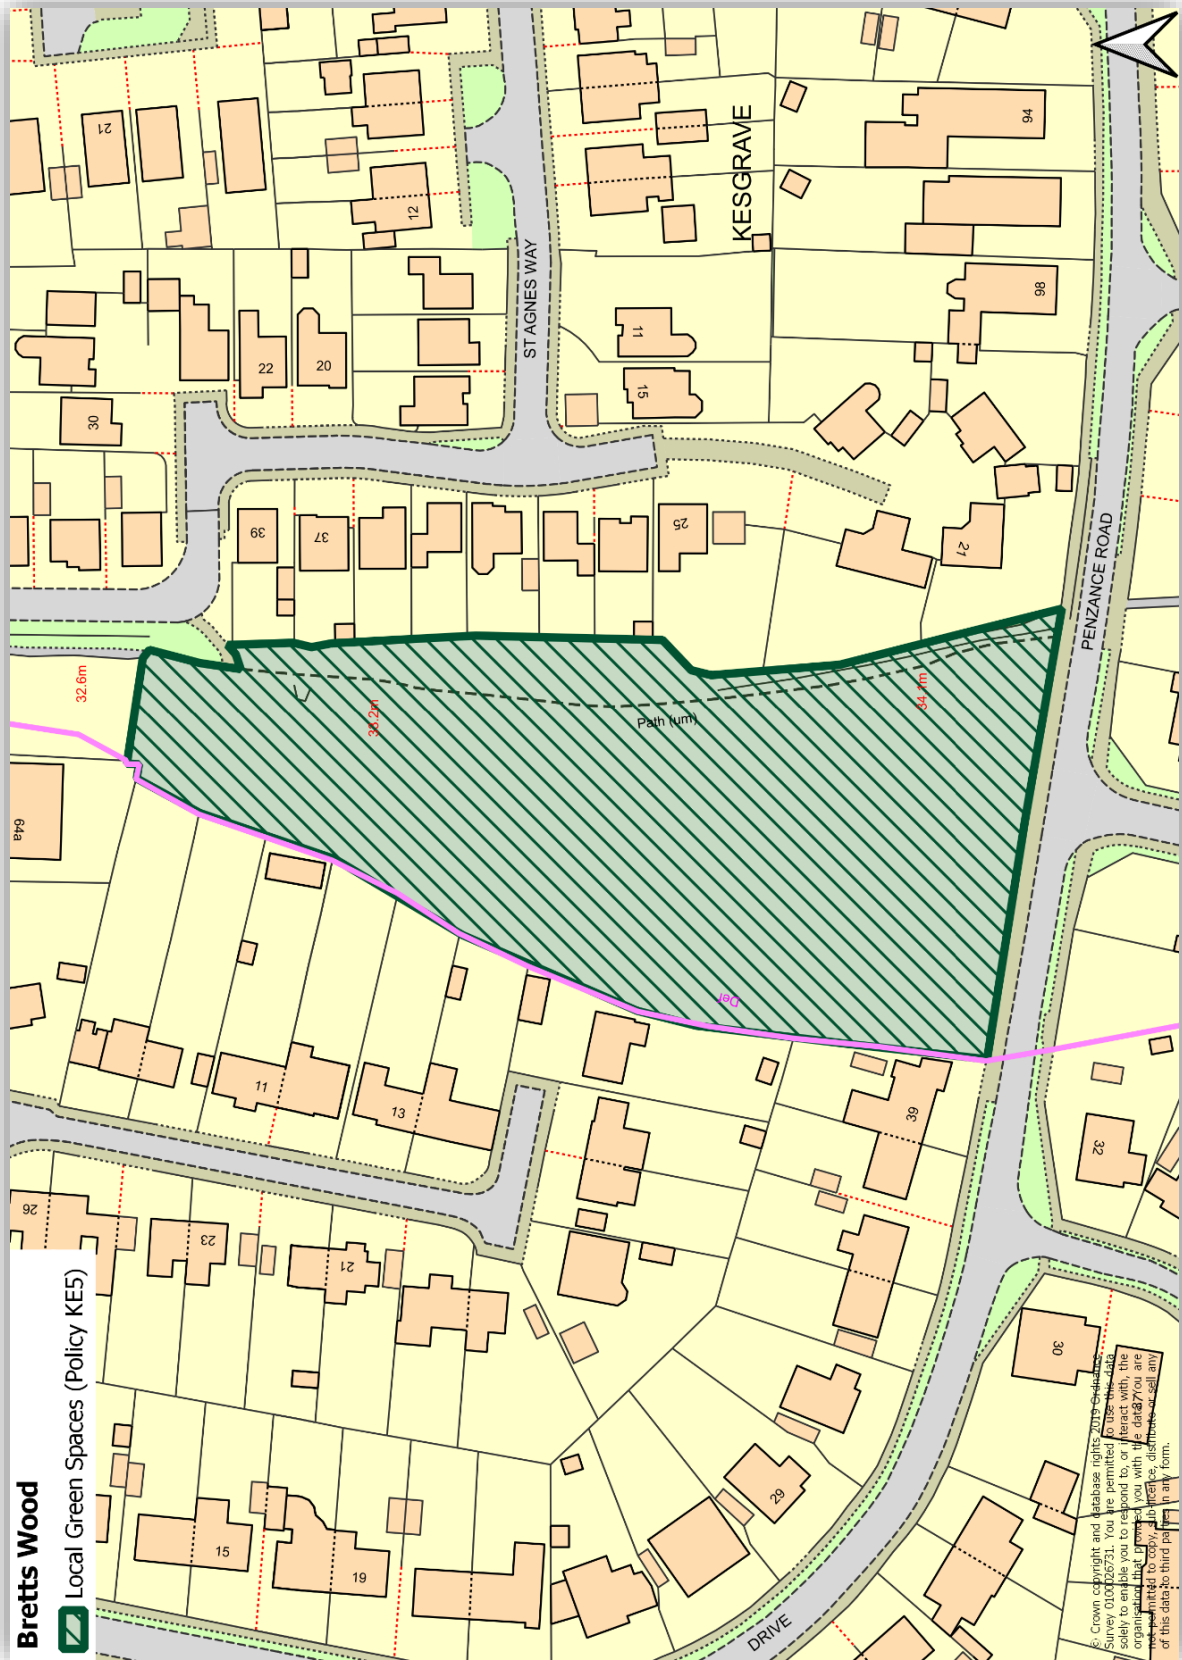 Bretts Wood
Local Green Spaces (Policy KE5)
KESGRAVE
ST AGNES WAY
PENZANCE ROAD
DRIVE
Path (um)
Def
32.6m
35.2m
34.1m
21
12
94
98
11
15
22
20
30
39
37
25
21
64a
11
13
39
32
26
23
21
15
19
29
30
37
© Crown copyright and database rights 2019 Ordnance
Survey 0100026731. You are permitted to use this data
solely to enable you to respond to, or interact with, the
organisation that provided you with the data. You are
not permitted to copy, sub-licence, distribute or sell any
of this data to third parties in any form.